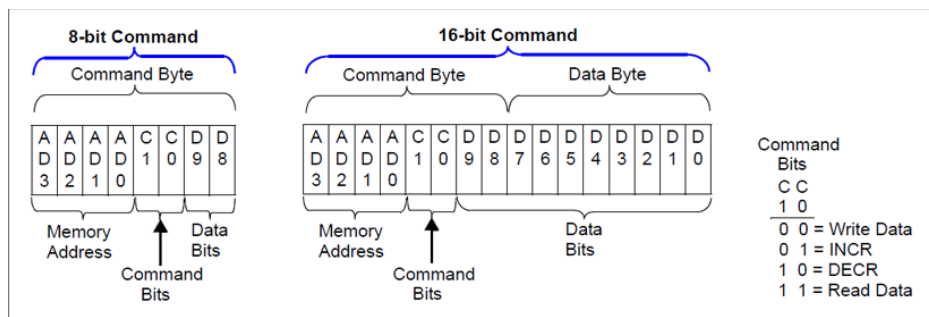 8-bit Command
16-bit Command
Command Byte
Command Byte
Data Byte
A A A A C C D D
D D D D 1 0 9 8
3 2 1 0
A A A A C C D D D D D D D D D D
D D D D 1 0 9 8 7 6 5 4 3 2 1 0
3 2 1 0
Memory
Address
Data
Bits
Command
Bits
Memory
Address
Data
Bits
Command
Bits
Command
Bits
C C
1 0
0 0 = Write Data
0 1 = INCR
1 0 = DECR
1 1 = Read Data